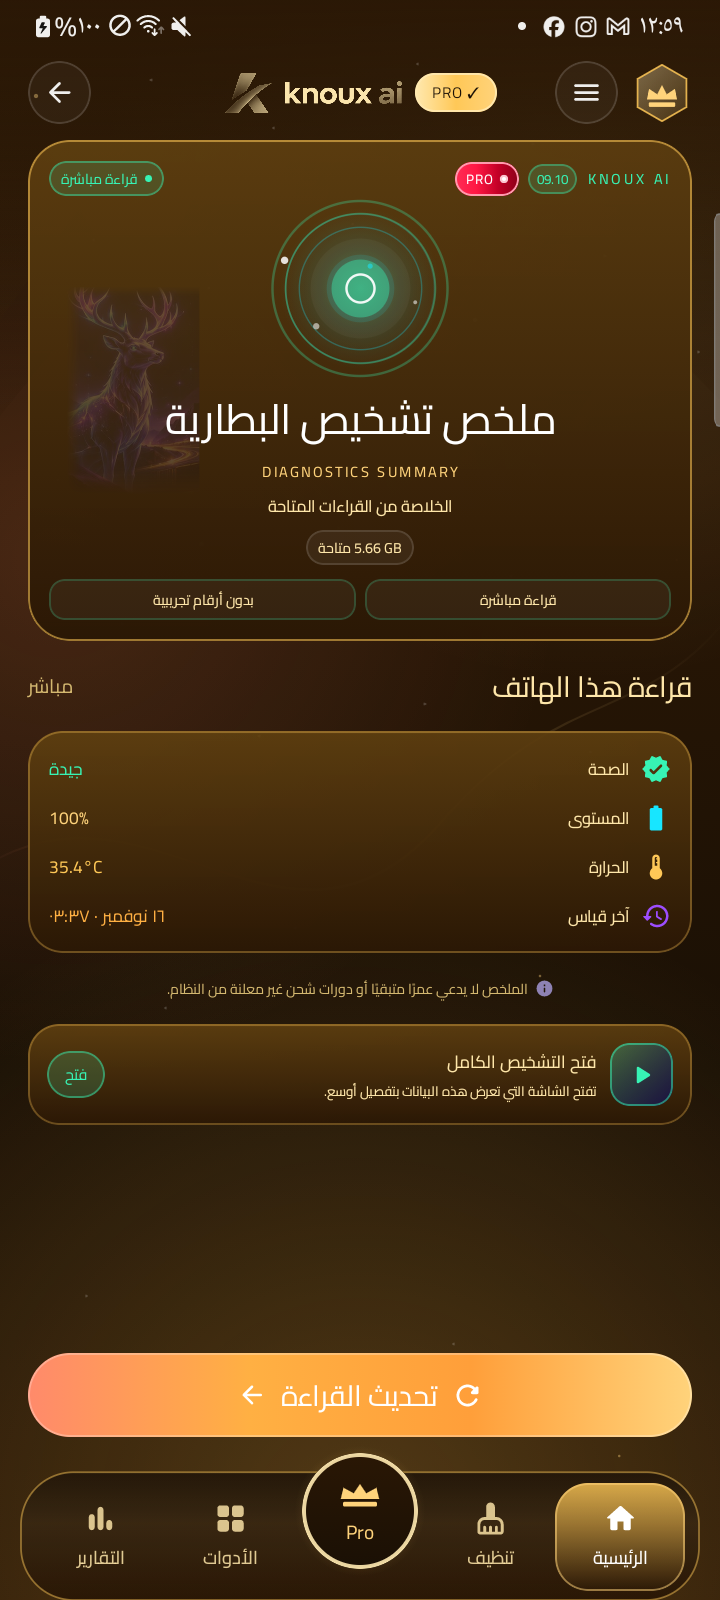 ١٢:٥٩
%١٠٠
knoux ai
PRO ✓
KNOUX AI
09.10
PRO
قراءة مباشرة
ملخص تشخيص البطارية
DIAGNOSTICS SUMMARY
الخلاصة من القراءات المتاحة
5.66 GB متاحة
قراءة مباشرة
بدون أرقام تجريبية
قراءة هذا الهاتف
مباشر
الصحة
جيدة
المستوى
100%
الحرارة
35.4°C
آخر قياس
١٦ نوفمبر · ٠٣:٣٧
الملخص لا يدعي عمرًا متبقيًا أو دورات شحن غير معلنة من النظام.
فتح التشخيص الكامل
تفتح الشاشة التي تعرض هذه البيانات بتفصيل أوسع.
فتح
تحديث القراءة
الرئيسية
تنظيف
Pro
الأدوات
التقارير